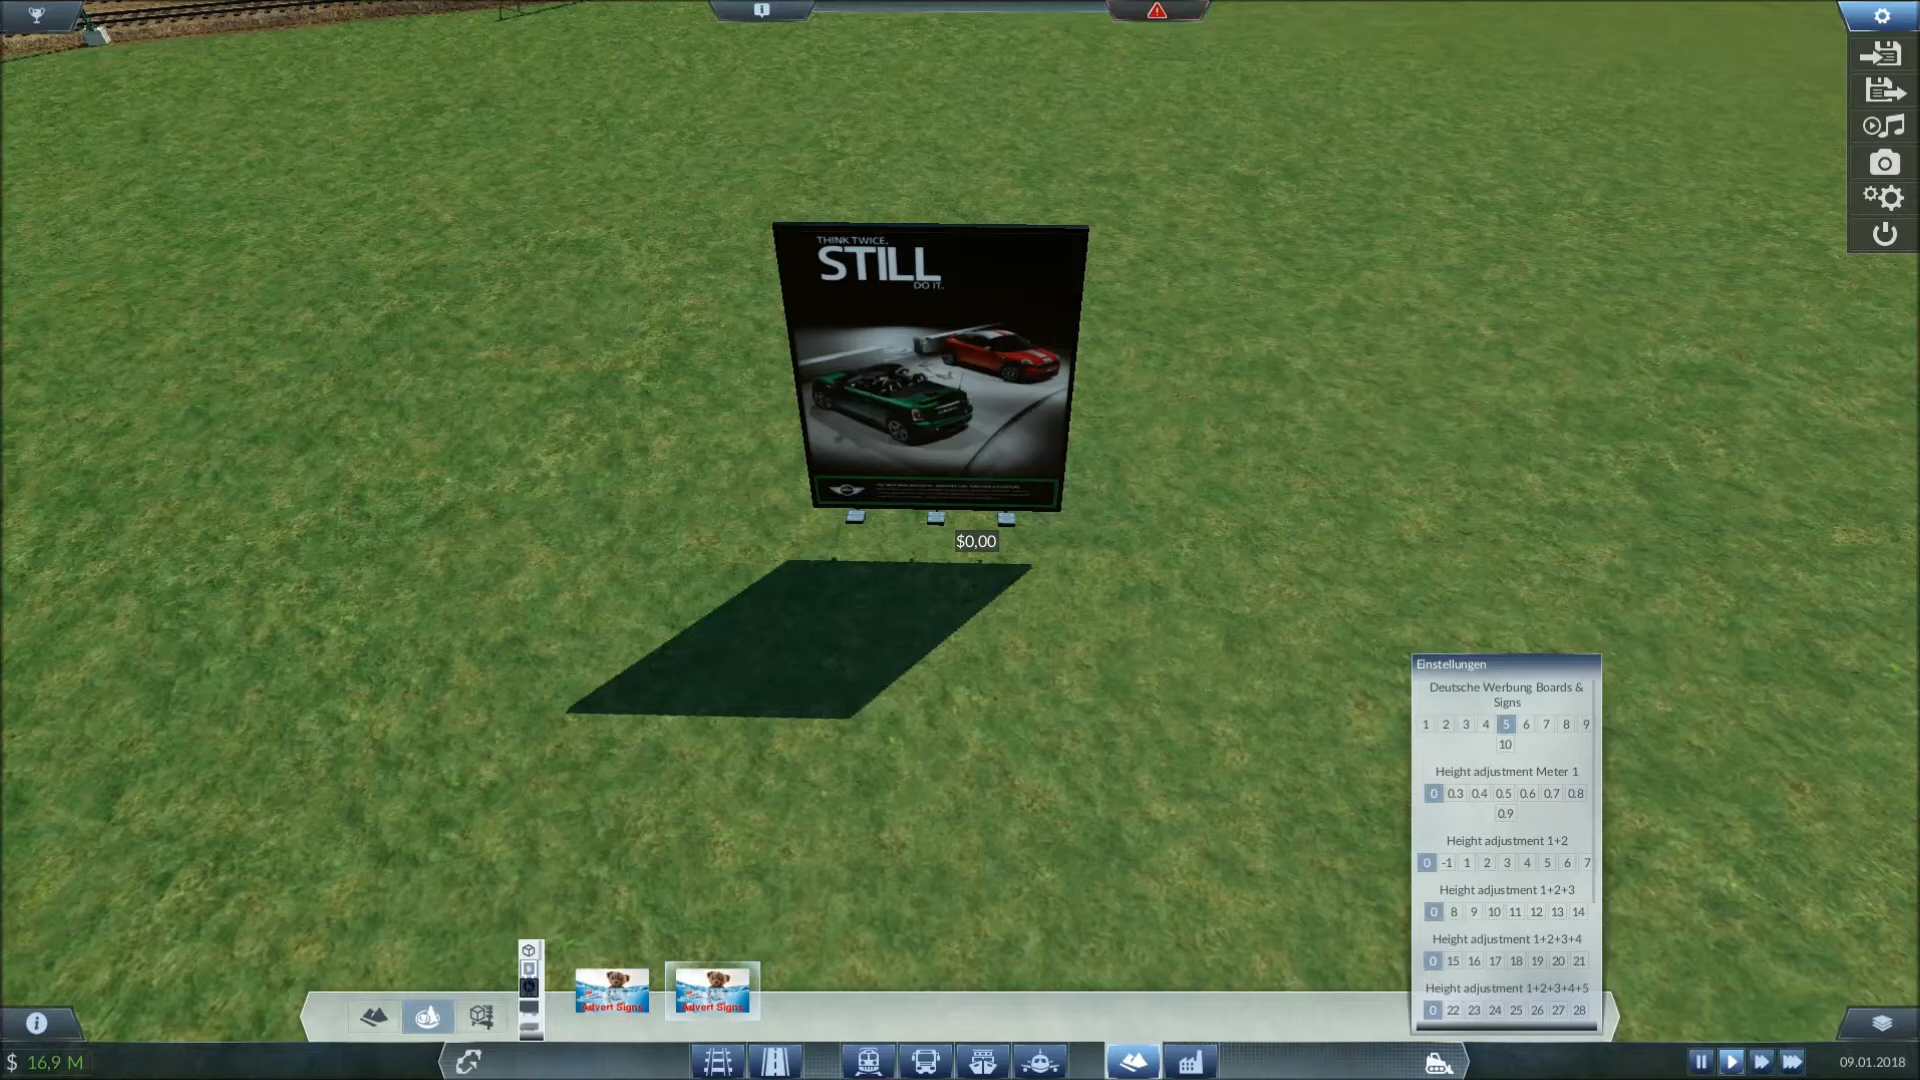 THINK TWICE.
STILL
DO IT.
$0,00
Einstellungen
Deutsche Werbung Boards &
Signs
1 2 3 4 5 6 7 8 9
10
Height adjustment Meter 1
0 0.3 0.4 0.5 0.6 0.7 0.8
0.9
Height adjustment 1+2
0 -1 1 2 3 4 5 6 7
Height adjustment 1+2+3
0 8 9 10 11 12 13 14
Height adjustment 1+2+3+4
0 15 16 17 18 19 20 21
Height adjustment 1+2+3+4+5
0 22 23 24 25 26 27 28
Advert Signs
Advert Signs
$ 16,9 M
09.01.2018